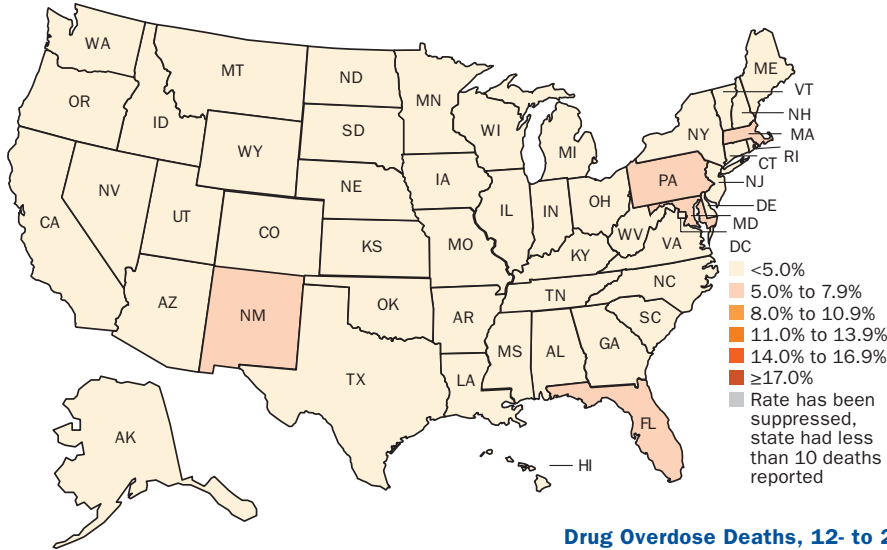 WA
MT
ND
MN
ME
VT
NH
MA
RI
CT
NJ
DE
MD
DC
OR
ID
WY
SD
WI
MI
NY
PA
NE
IA
IL
IN
OH
WV
VA
KY
CA
NV
UT
CO
KS
MO
NC
TN
SC
AZ
NM
OK
AR
MS
AL
GA
LA
TX
FL
AK
HI
<5.0%
5.0% to 7.9%
8.0% to 10.9%
11.0% to 13.9%
14.0% to 16.9%
≥17.0%
Rate has been
suppressed,
state had less
than 10 deaths
reported
Drug Overdose Deaths, 12- to 2